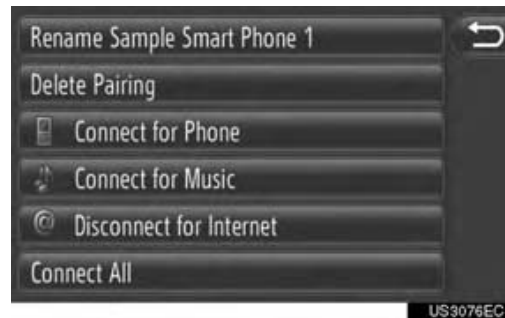 Rename Sample Smart Phone 1
Delete Pairing
Connect for Phone
Connect for Music
Disconnect for Internet
Connect All
US3076EC